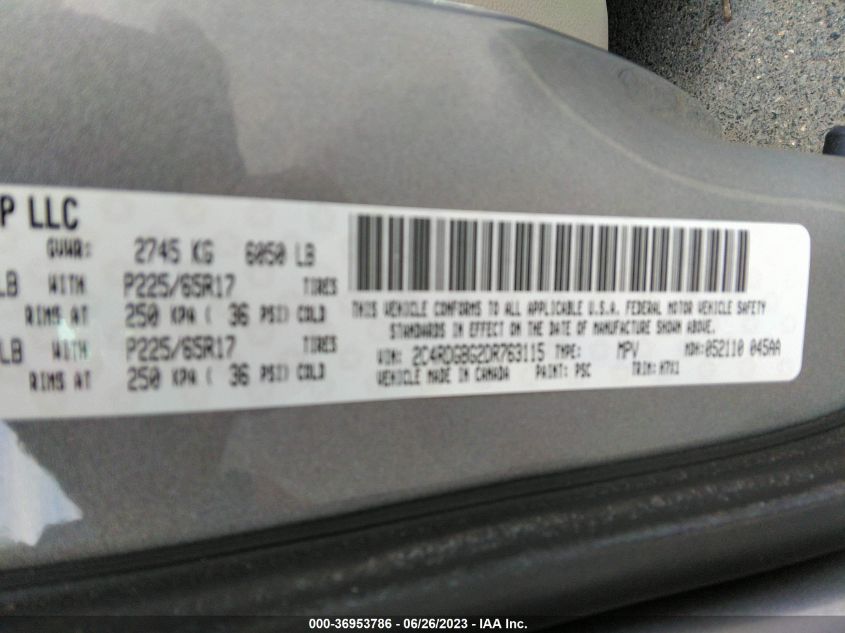 P LLC
GVWR: 2745 KG 6050 LB
LB WITH P225/65R17 TIRES
RIMS AT 250 KPA ( 36 PSI) COLD
LB WITH P225/65R17 TIRES
RIMS AT 250 KPA ( 36 PSI) COLD
THIS VEHICLE CONFORMS TO ALL APPLICABLE U.S.A. FEDERAL MOTOR VEHICLE SAFETY
STANDARDS IN EFFECT ON THE DATE OF MANUFACTURE SHOWN ABOVE.
VIN: 2C4RDGBG2DR763115 TYPE: MPV MDH: 052110 045AA
VEHICLE MADE IN CANADA PAINT: PSC TRIM:
000-36953786 - 06/26/2023 - IAA Inc.